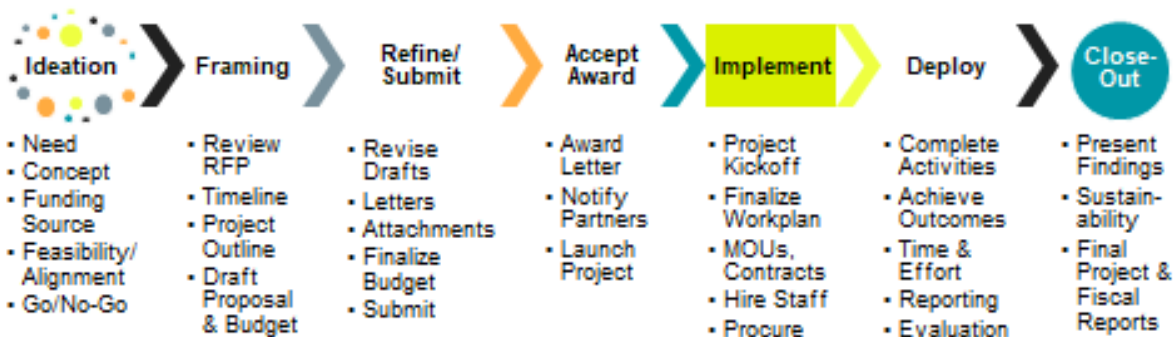 Ideation
Framing
Refine/
Submit
Accept
Award
Implement
Deploy
Close-
Out
▪ Need
▪ Concept
▪ Funding
Source
▪ Feasibility/
Alignment
▪ Go/No-Go
▪ Review
RFP
▪ Timeline
▪ Project
Outline
▪ Draft
Proposal
& Budget
▪ Revise
Drafts
▪ Letters
▪ Attachments
▪ Finalize
Budget
▪ Submit
▪ Award
Letter
▪ Notify
Partners
▪ Launch
Project
▪ Project
Kickoff
▪ Finalize
Workplan
▪ MOUs,
Contracts
▪ Hire Staff
▪ Procure
▪ Complete
Activities
▪ Achieve
Outcomes
▪ Time &
Effort
▪ Reporting
▪ Evaluation
▪ Present
Findings
▪ Sustain-
ability
▪ Final
Project &
Fiscal
Reports